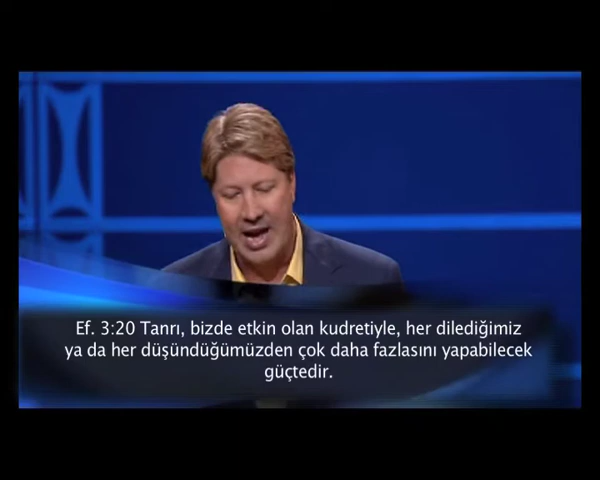 Ef. 3:20 Tanrı, bizde etkin olan kudretiyle, her dilediğimiz
ya da her düşündüğümüzden çok daha fazlasını yapabilecek
güçtedir.